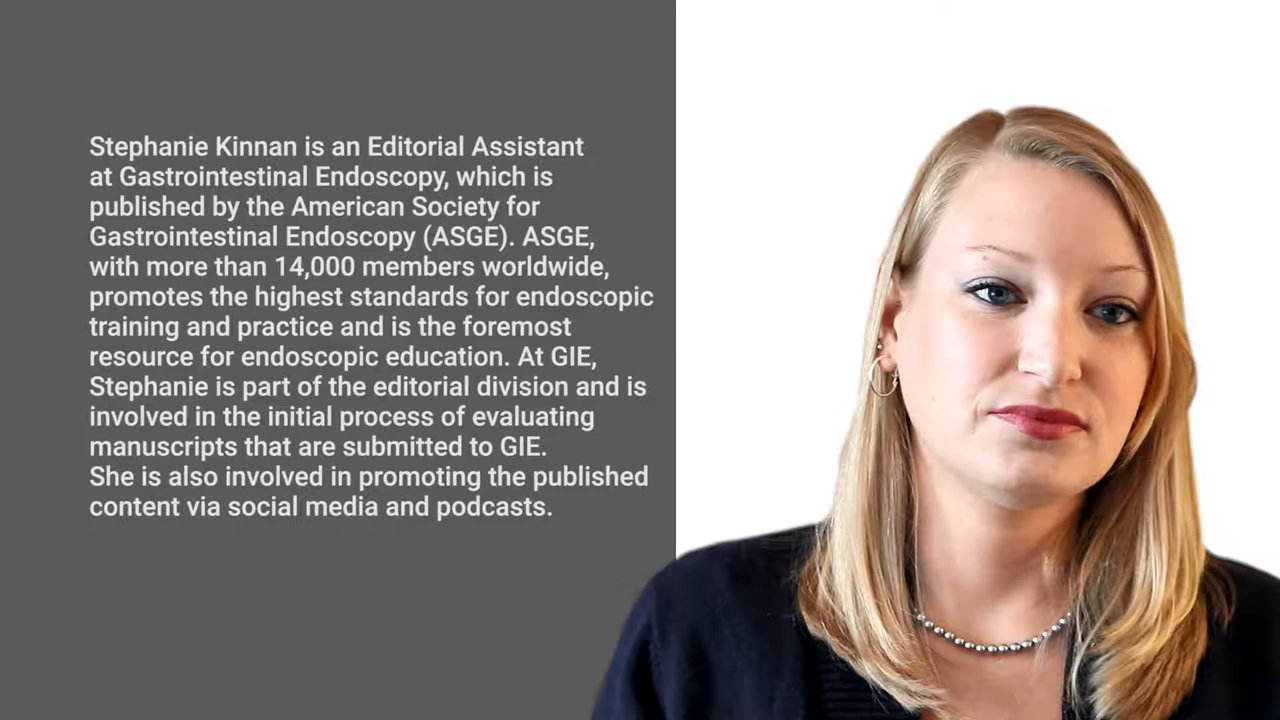 Stephanie Kinnan is an Editorial Assistant
at Gastrointestinal Endoscopy, which is
published by the American Society for
Gastrointestinal Endoscopy (ASGE). ASGE,
with more than 14,000 members worldwide,
promotes the highest standards for endoscopic
training and practice and is the foremost
resource for endoscopic education. At GIE,
Stephanie is part of the editorial division and is
involved in the initial process of evaluating
manuscripts that are submitted to GIE.
She is also involved in promoting the published
content via social media and podcasts.